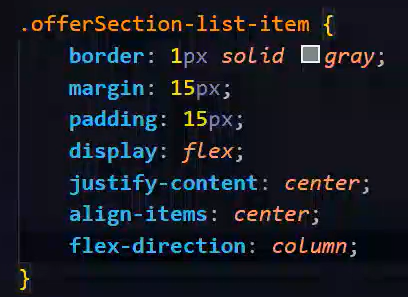 .offerSection-list-item {
border: 1px solid gray;
margin: 15px;
padding: 15px;
display: flex;
justify-content: center;
align-items: center;
flex-direction: column;
}